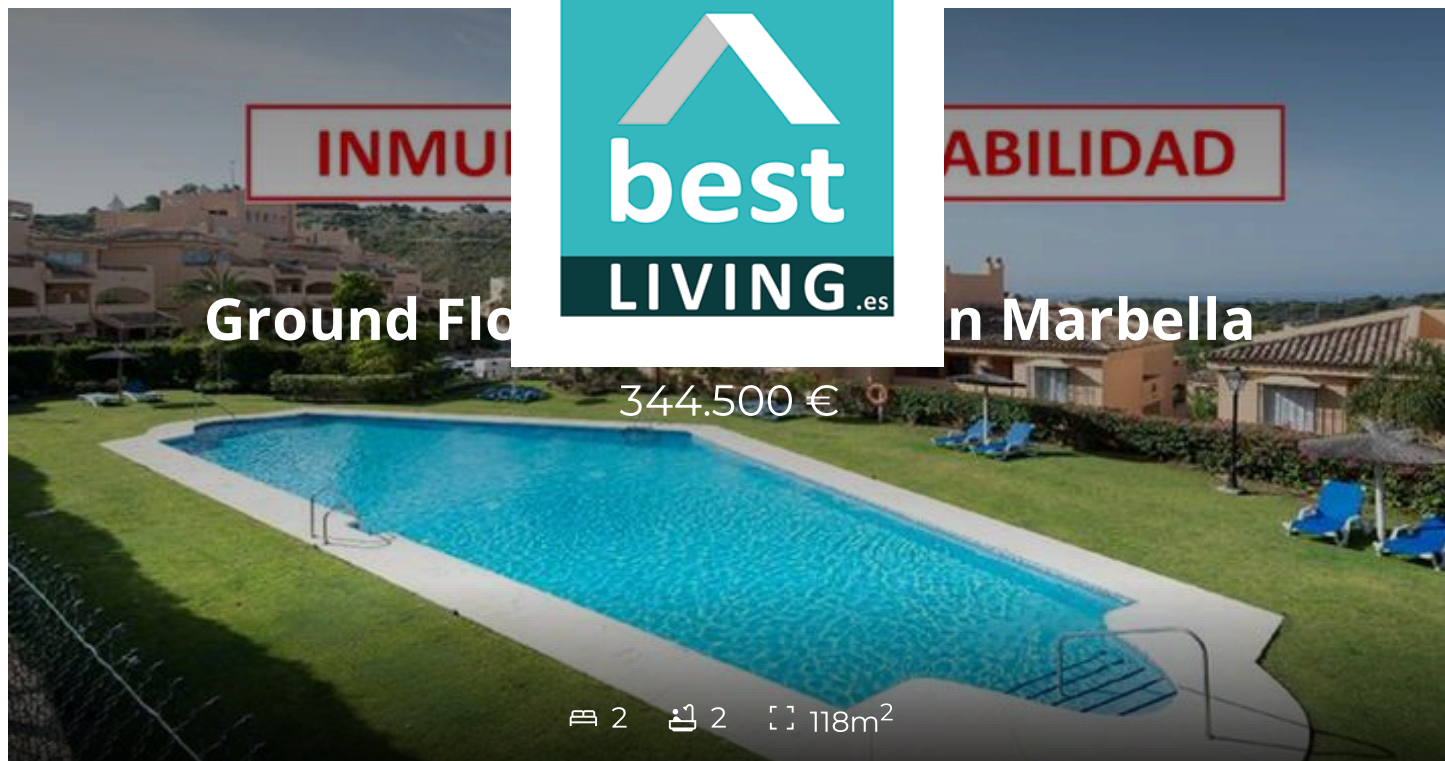 best
LIVING.es
INMU ABILIDAD
Ground Flo n Marbella
344.500 €
2 2 118m²